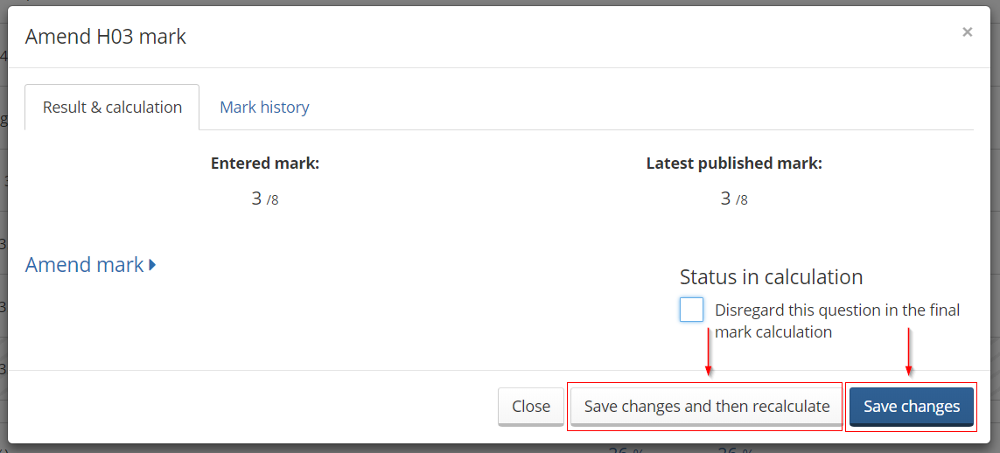 Amend H03 mark
×
Result & calculation
Mark history
Entered mark:
Latest published mark:
3 /8
3 /8
Amend mark
Status in calculation
Disregard this question in the final
mark calculation
Close
Save changes and then recalculate
Save changes